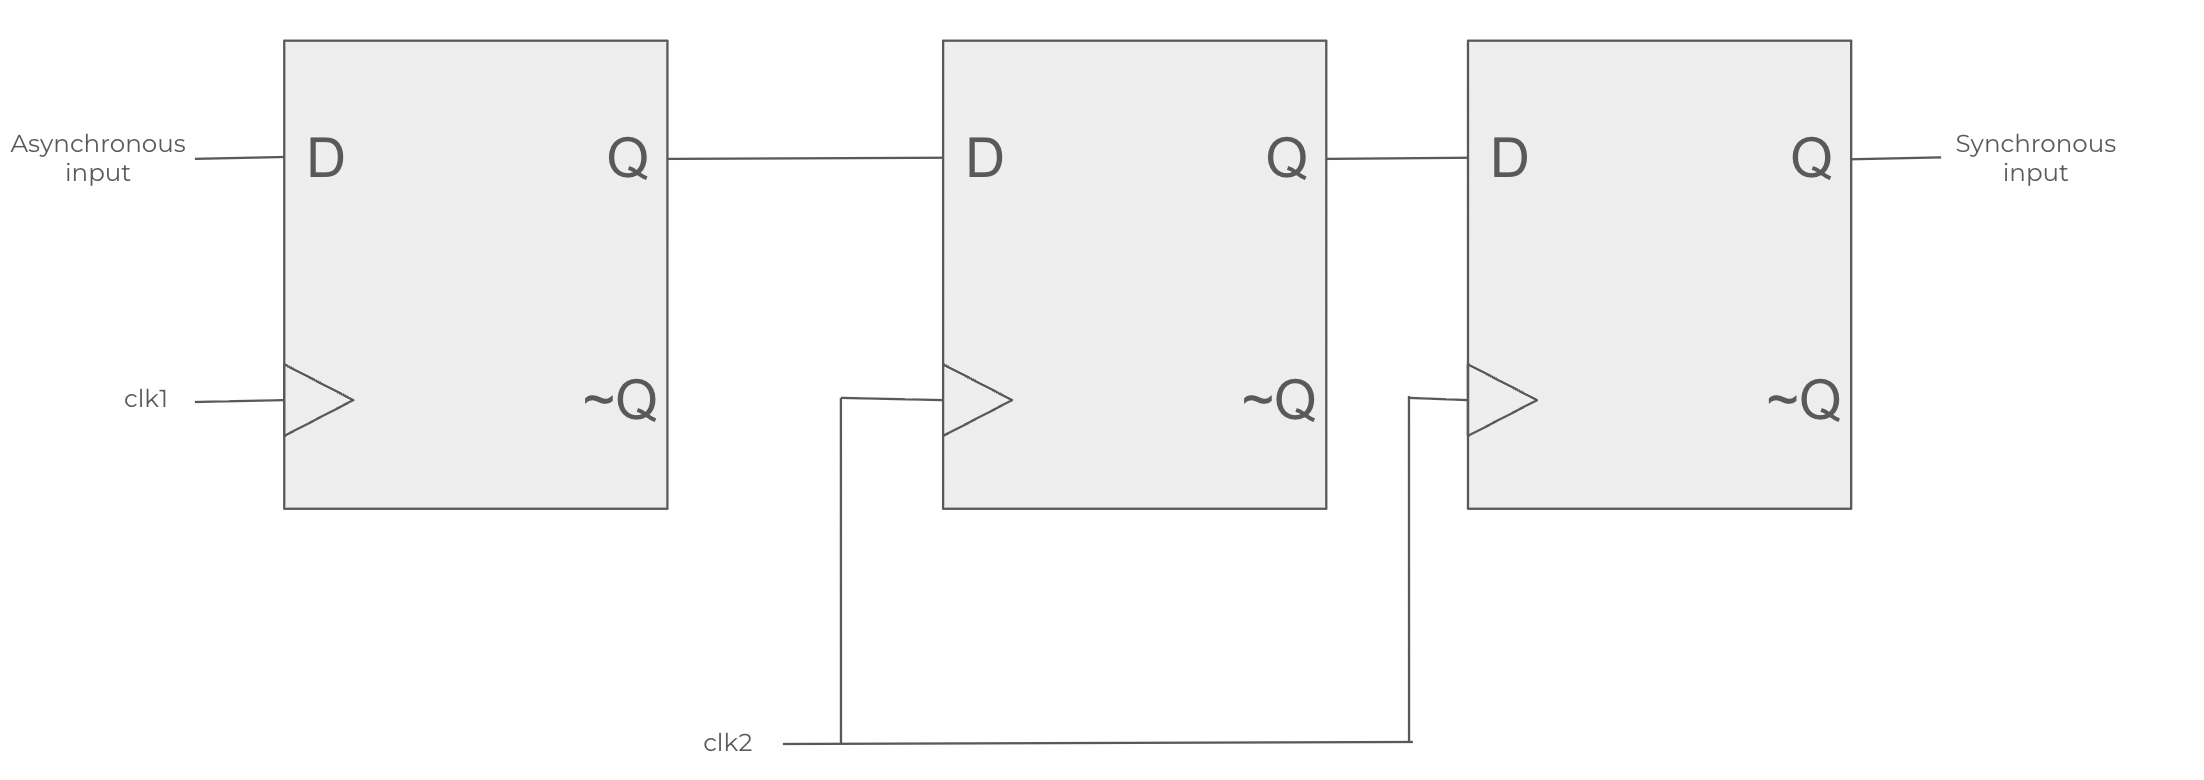 Asynchronous
input
D
Q
D
Q
D
Q
Synchronous
input
clk1
~Q
~Q
~Q
clk2